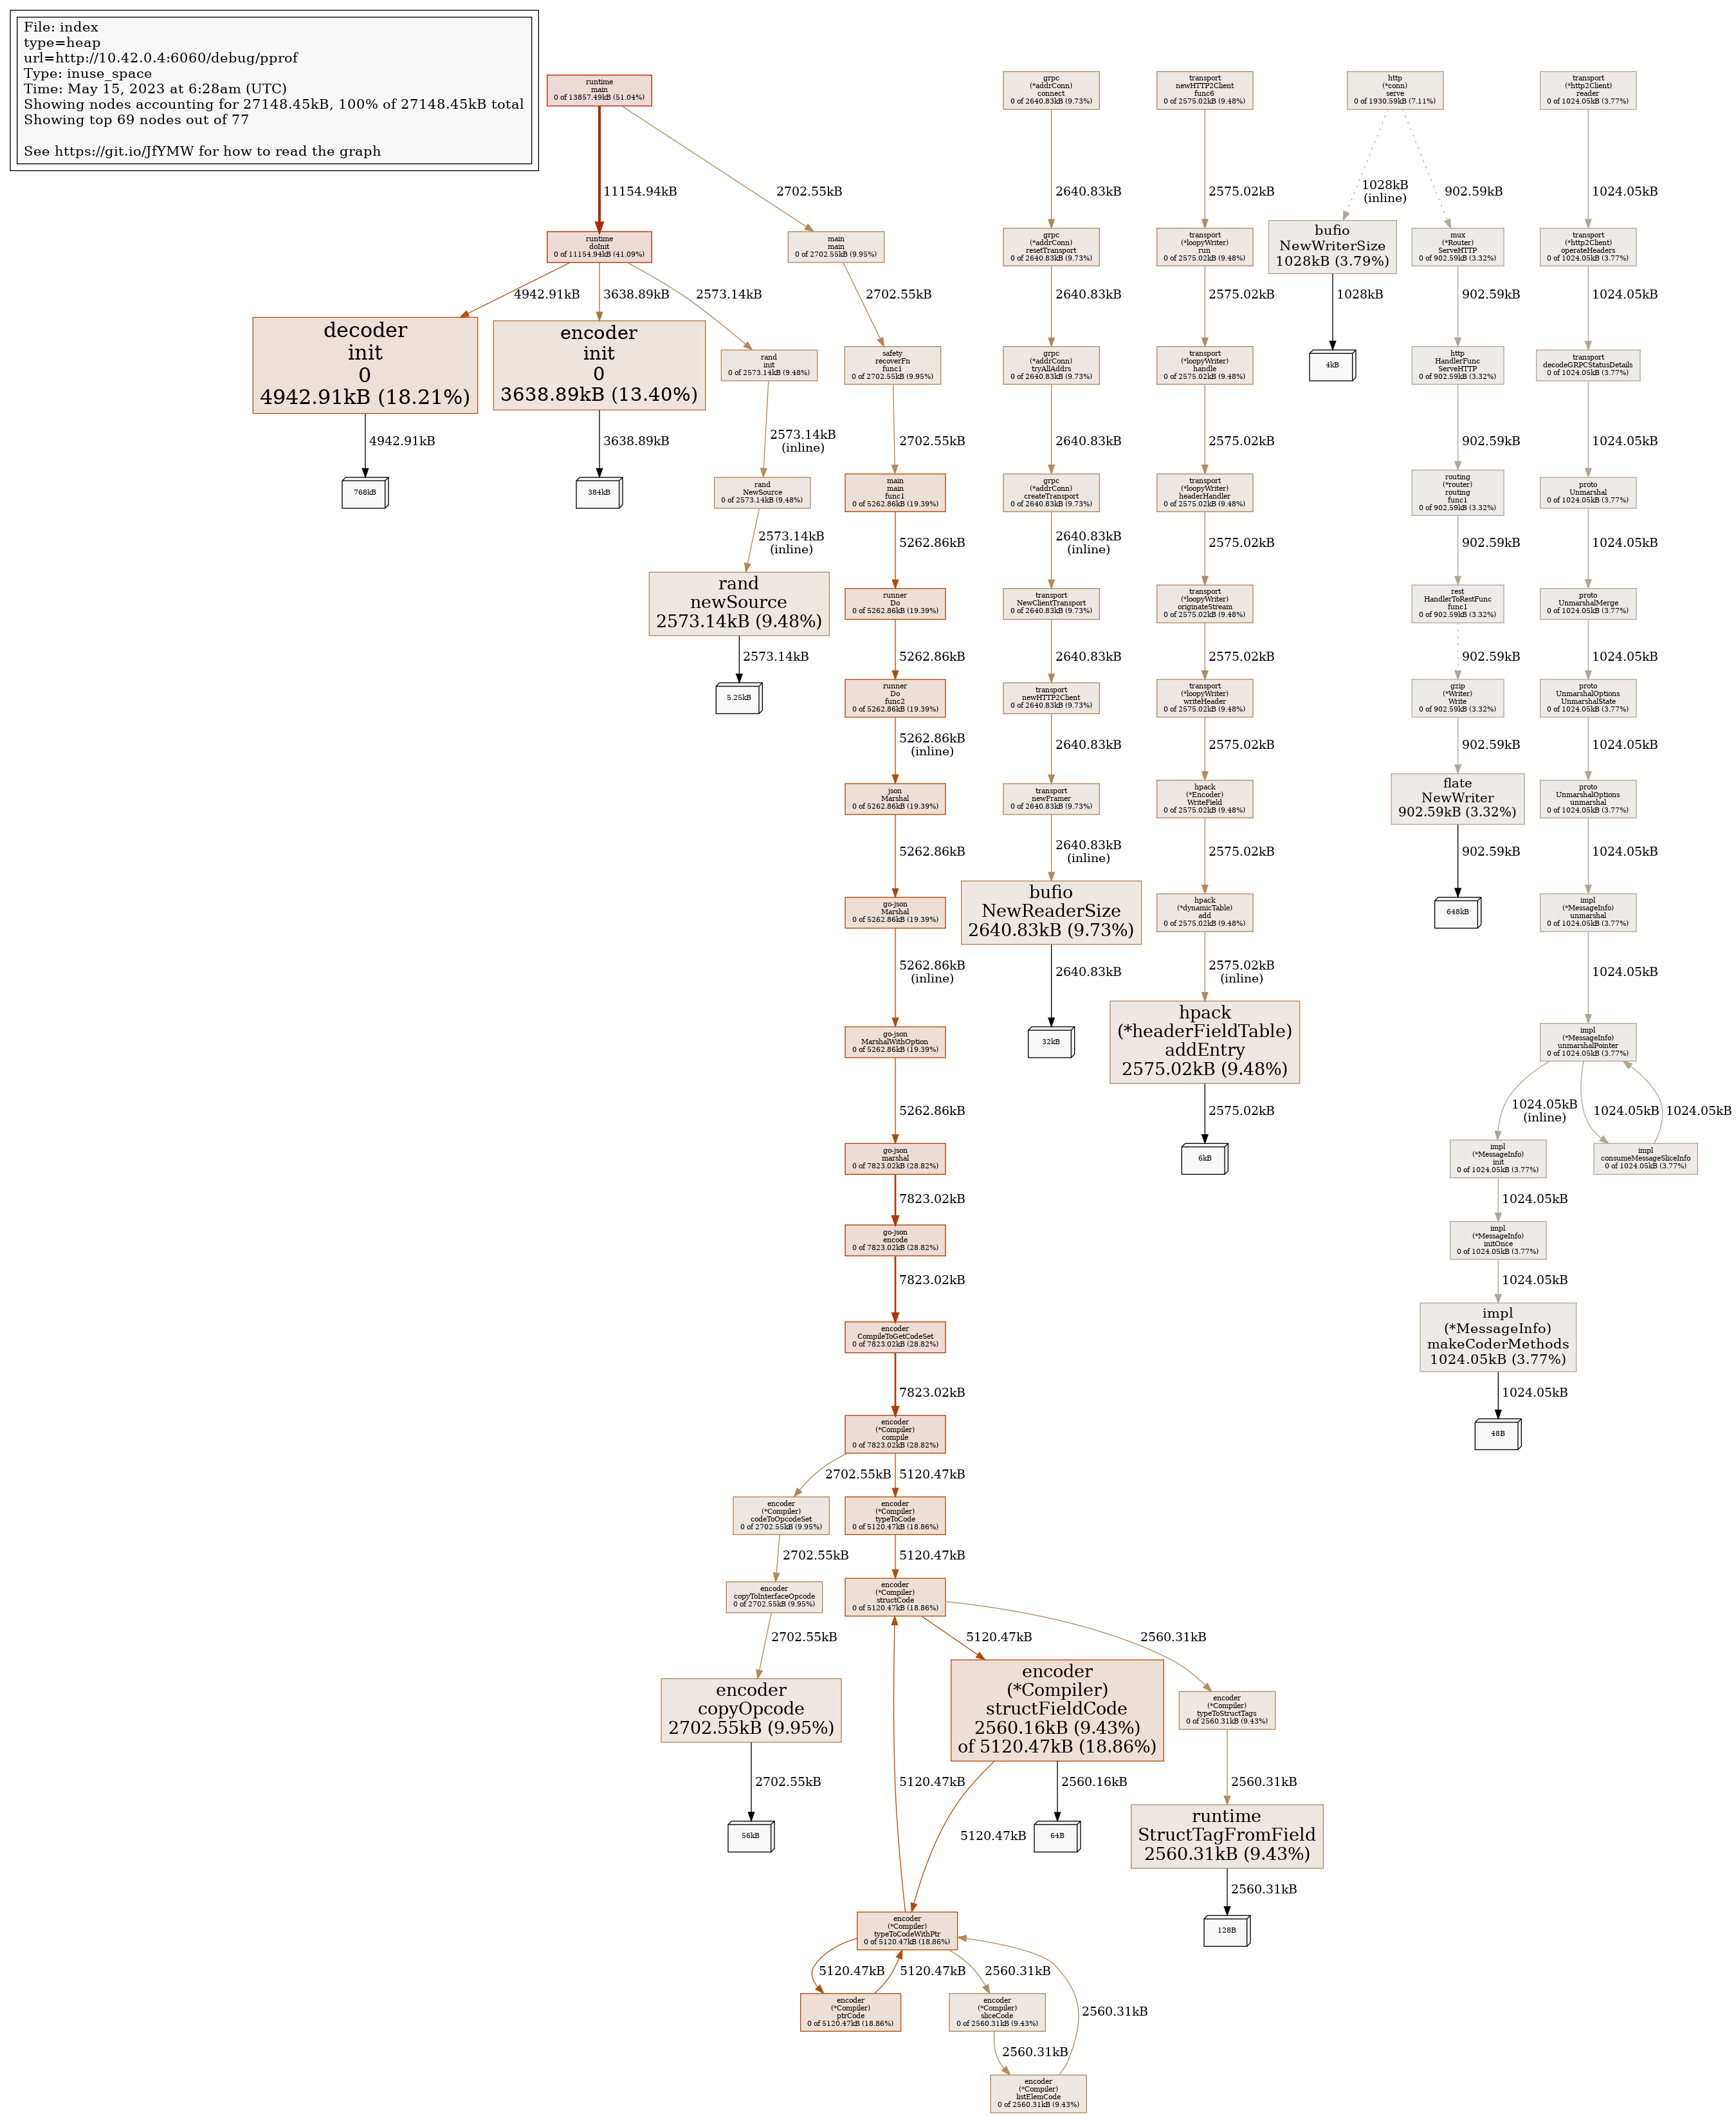 File: index
type=heap
url=http://10.42.0.4:6060/debug/pprof
Type: inuse_space
Time: May 15, 2023 at 6:28am (UTC)
Showing nodes accounting for 27148.45kB, 100% of 27148.45kB total
Showing top 69 nodes out of 77
See https://git.io/JfYMW for how to read the graph
runtime
main
0 of 13857.49kB (51.04%)
grpc
(*addrConn)
connect
0 of 2640.83kB (9.73%)
transport
newHTTP2Client
func6
0 of 2575.02kB (9.48%)
http
(*conn)
serve
0 of 1930.59kB (7.11%)
transport
(*http2Client)
reader
0 of 1024.05kB (3.77%)
11154.94kB
2702.55kB
2640.83kB
2575.02kB
1028kB
(inline)
902.59kB
1024.05kB
runtime
doInit
0 of 11154.94kB (41.09%)
main
main
0 of 2702.55kB (9.95%)
grpc
(*addrConn)
resetTransport
0 of 2640.83kB (9.73%)
transport
(*loopyWriter)
run
0 of 2575.02kB (9.48%)
bufio
NewWriterSize
1028kB (3.79%)
mux
(*Router)
ServeHTTP
0 of 902.59kB (3.32%)
transport
(*http2Client)
operateHeaders
0 of 1024.05kB (3.77%)
4942.91kB
3638.89kB
2573.14kB
2702.55kB
2640.83kB
2575.02kB
1028kB
902.59kB
1024.05kB
decoder
init
0
4942.91kB (18.21%)
encoder
init
0
3638.89kB (13.40%)
rand
init
0 of 2573.14kB (9.48%)
safety
recoverFn
func1
0 of 2702.55kB (9.95%)
grpc
(*addrConn)
tryAllAddrs
0 of 2640.83kB (9.73%)
transport
(*loopyWriter)
handle
0 of 2575.02kB (9.48%)
4kB
http
HandlerFunc
ServeHTTP
0 of 902.59kB (3.32%)
transport
decodeGRPCStatusDetails
0 of 1024.05kB (3.77%)
4942.91kB
3638.89kB
2573.14kB
(inline)
2702.55kB
2640.83kB
2575.02kB
902.59kB
1024.05kB
768kB
384kB
rand
NewSource
0 of 2573.14kB (9.48%)
main
main
func1
0 of 5262.86kB (19.39%)
grpc
(*addrConn)
createTransport
0 of 2640.83kB (9.73%)
transport
(*loopyWriter)
headerHandler
0 of 2575.02kB (9.48%)
routing
(*router)
routing
func1
0 of 902.59kB (3.32%)
proto
Unmarshal
0 of 1024.05kB (3.77%)
2573.14kB
(inline)
5262.86kB
2640.83kB
(inline)
2575.02kB
902.59kB
1024.05kB
rand
newSource
2573.14kB (9.48%)
runner
Do
0 of 5262.86kB (19.39%)
transport
NewClientTransport
0 of 2640.83kB (9.73%)
transport
(*loopyWriter)
originateStream
0 of 2575.02kB (9.48%)
rest
HandlerToRestFunc
func1
0 of 902.59kB (3.32%)
proto
UnmarshalMerge
0 of 1024.05kB (3.77%)
2573.14kB
5262.86kB
2640.83kB
2575.02kB
902.59kB
1024.05kB
5.25kB
runner
Do
func2
0 of 5262.86kB (19.39%)
transport
newHTTP2Client
0 of 2640.83kB (9.73%)
transport
(*loopyWriter)
writeHeader
0 of 2575.02kB (9.48%)
gzip
(*Writer)
Write
0 of 902.59kB (3.32%)
proto
UnmarshalOptions
UnmarshalState
0 of 1024.05kB (3.77%)
5262.86kB
(inline)
2640.83kB
2575.02kB
902.59kB
1024.05kB
json
Marshal
0 of 5262.86kB (19.39%)
transport
newFramer
0 of 2640.83kB (9.73%)
hpack
(*Encoder)
WriteField
0 of 2575.02kB (9.48%)
flate
NewWriter
902.59kB (3.32%)
proto
UnmarshalOptions
unmarshal
0 of 1024.05kB (3.77%)
5262.86kB
2640.83kB
(inline)
2575.02kB
902.59kB
1024.05kB
go-json
Marshal
0 of 5262.86kB (19.39%)
bufio
NewReaderSize
2640.83kB (9.73%)
hpack
(*dynamicTable)
add
0 of 2575.02kB (9.48%)
648kB
impl
(*MessageInfo)
unmarshal
0 of 1024.05kB (3.77%)
5262.86kB
(inline)
2640.83kB
2575.02kB
(inline)
1024.05kB
go-json
MarshalWithOption
0 of 5262.86kB (19.39%)
32kB
hpack
(*headerFieldTable)
addEntry
2575.02kB (9.48%)
impl
(*MessageInfo)
unmarshalPointer
0 of 1024.05kB (3.77%)
5262.86kB
2575.02kB
1024.05kB
(inline)
1024.05kB
1024.05kB
go-json
marshal
0 of 7823.02kB (28.82%)
6kB
impl
(*MessageInfo)
init
0 of 1024.05kB (3.77%)
impl
consumeMessageSliceInfo
0 of 1024.05kB (3.77%)
7823.02kB
1024.05kB
go-json
encode
0 of 7823.02kB (28.82%)
impl
(*MessageInfo)
initOnce
0 of 1024.05kB (3.77%)
7823.02kB
1024.05kB
encoder
CompileToGetCodeSet
0 of 7823.02kB (28.82%)
impl
(*MessageInfo)
makeCoderMethods
1024.05kB (3.77%)
7823.02kB
1024.05kB
encoder
(*Compiler)
compile
0 of 7823.02kB (28.82%)
48B
2702.55kB
5120.47kB
encoder
(*Compiler)
codeToOpcodeSet
0 of 2702.55kB (9.95%)
encoder
(*Compiler)
typeToCode
0 of 5120.47kB (18.86%)
2702.55kB
5120.47kB
encoder
copyToInterfaceOpcode
0 of 2702.55kB (9.95%)
encoder
(*Compiler)
structCode
0 of 5120.47kB (18.86%)
2702.55kB
5120.47kB
2560.31kB
encoder
copyOpcode
2702.55kB (9.95%)
encoder
(*Compiler)
structFieldCode
2560.16kB (9.43%)
of 5120.47kB (18.86%)
encoder
(*Compiler)
typeToStructTags
0 of 2560.31kB (9.43%)
2702.55kB
5120.47kB
2560.16kB
2560.31kB
56kB
5120.47kB
64B
runtime
StructTagFromField
2560.31kB (9.43%)
2560.31kB
encoder
(*Compiler)
typeToCodeWithPtr
0 of 5120.47kB (18.86%)
128B
5120.47kB
5120.47kB
2560.31kB
encoder
(*Compiler)
ptrCode
0 of 5120.47kB (18.86%)
encoder
(*Compiler)
sliceCode
0 of 2560.31kB (9.43%)
2560.31kB
2560.31kB
encoder
(*Compiler)
listElemCode
0 of 2560.31kB (9.43%)